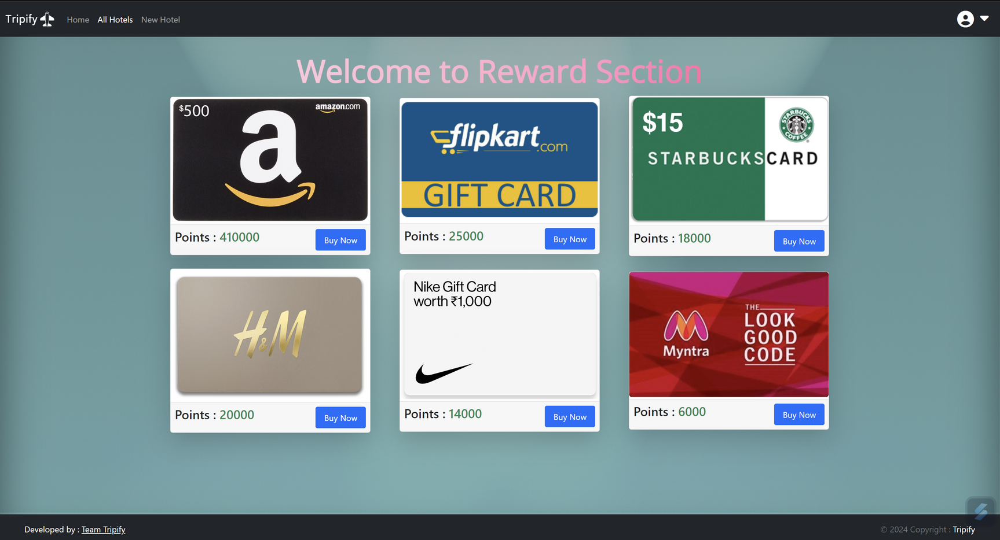 Tripify
Home All Hotels New Hotel
Welcome to Reward Section
$500
amazon.com
a
Points : 410000
Buy Now
flipkart.com
GIFT CARD
Points : 25000
Buy Now
$15
STARBUCKS COFFEE
STARBUCKSCARD
Points : 18000
Buy Now
H&M
Points : 20000
Buy Now
Nike Gift Card
worth ₹1,000
Points : 14000
Buy Now
Myntra
THE
LOOK
GOOD
CODE
Points : 6000
Buy Now
Developed by : Team Tripify
© 2024 Copyright : Tripify